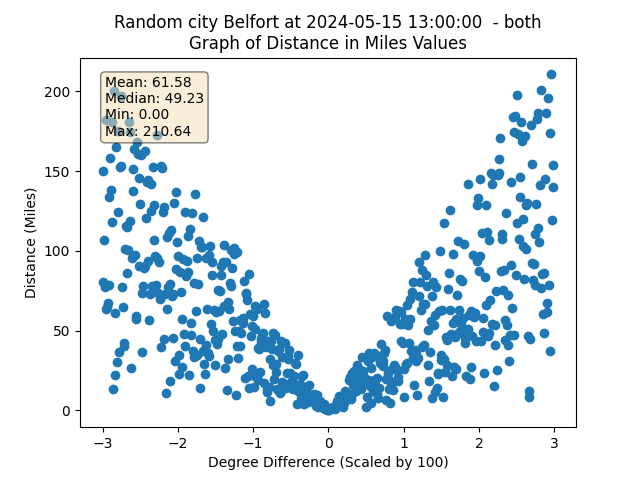 Random city Belfort at 2024-05-15 13:00:00  - both
Graph of Distance in Miles Values
Mean: 61.58
Median: 49.23
Min: 0.00
Max: 210.64
Distance (Miles)
200
150
100
50
0
−3 −2 −1 0 1 2 3
Degree Difference (Scaled by 100)